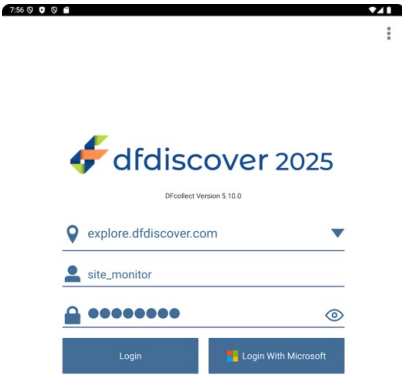 7:56
dfdiscover 2025
DFcollect Version 5.10.0
explore.dfdiscover.com
site_monitor
Login
Login With Microsoft